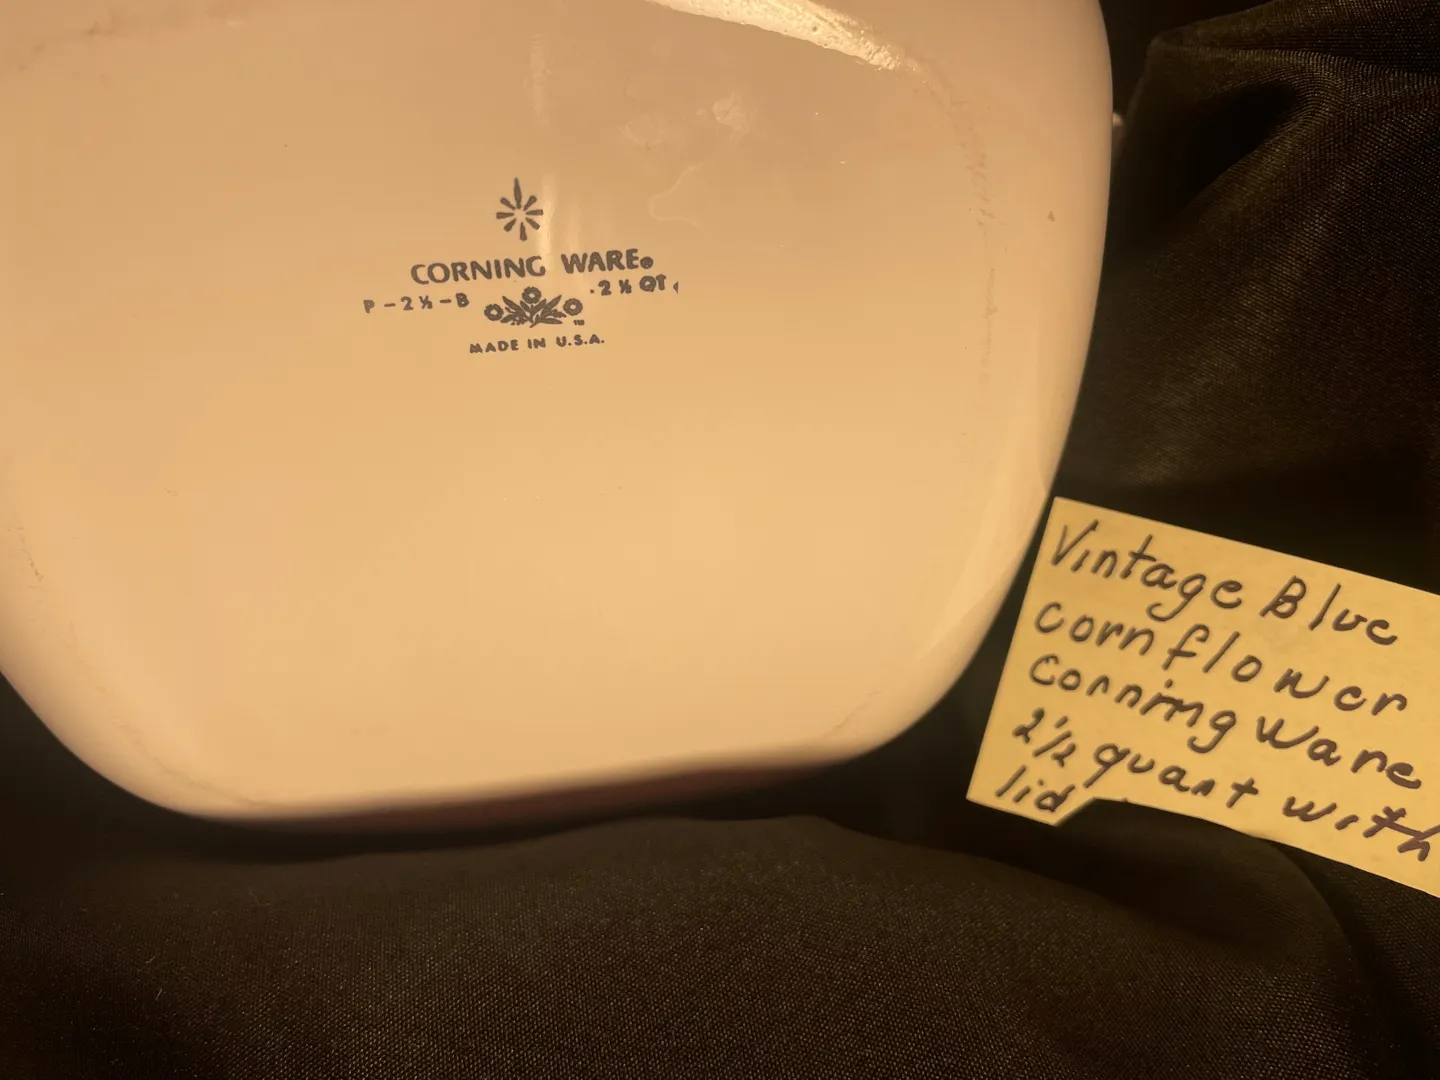 CORNING WARE®
P-2½-B .2½ QT.
TM
MADE IN U.S.A.
Vintage Blue
cornflower
Corning Ware
2½ quart with
lid